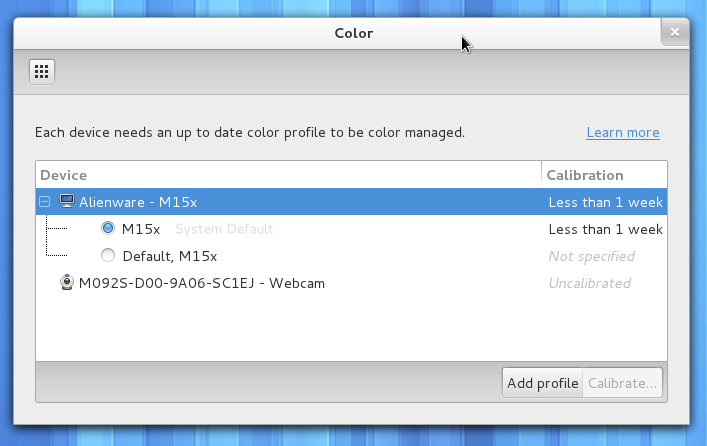 Color
Each device needs an up to date color profile to be color managed. Learn more
Device Calibration
Alienware - M15x Less than 1 week
M15x System Default Less than 1 week
Default, M15x Not specified
M092S-D00-9A06-SC1EJ - Webcam Uncalibrated
Add profile Calibrate...